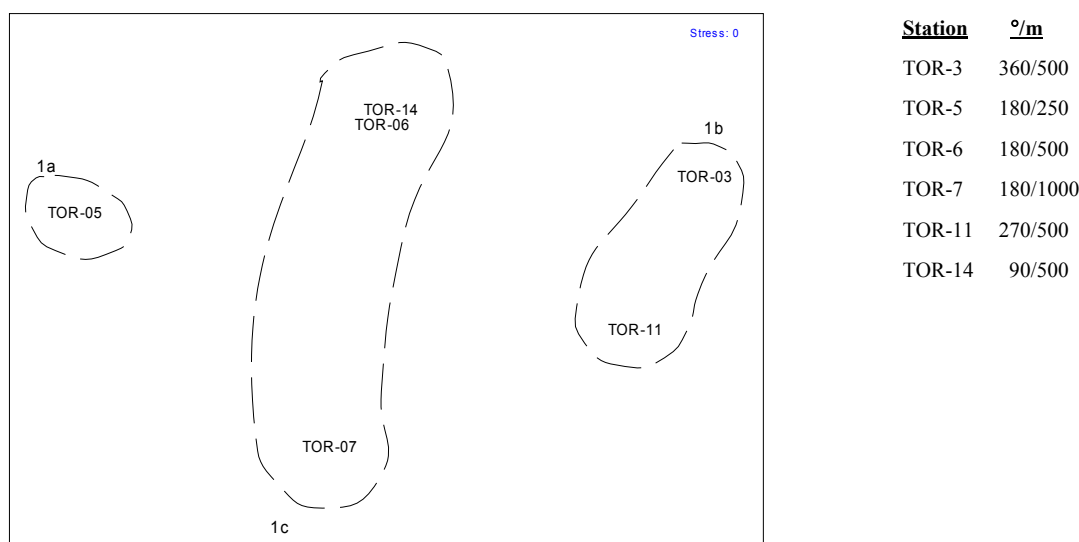 Stress: 0
TOR-14
TOR-06
1b
1a
TOR-03
TOR-05
TOR-11
TOR-07
1c
Station °/m
TOR-3 360/500
TOR-5 180/250
TOR-6 180/500
TOR-7 180/1000
TOR-11 270/500
TOR-14 90/500